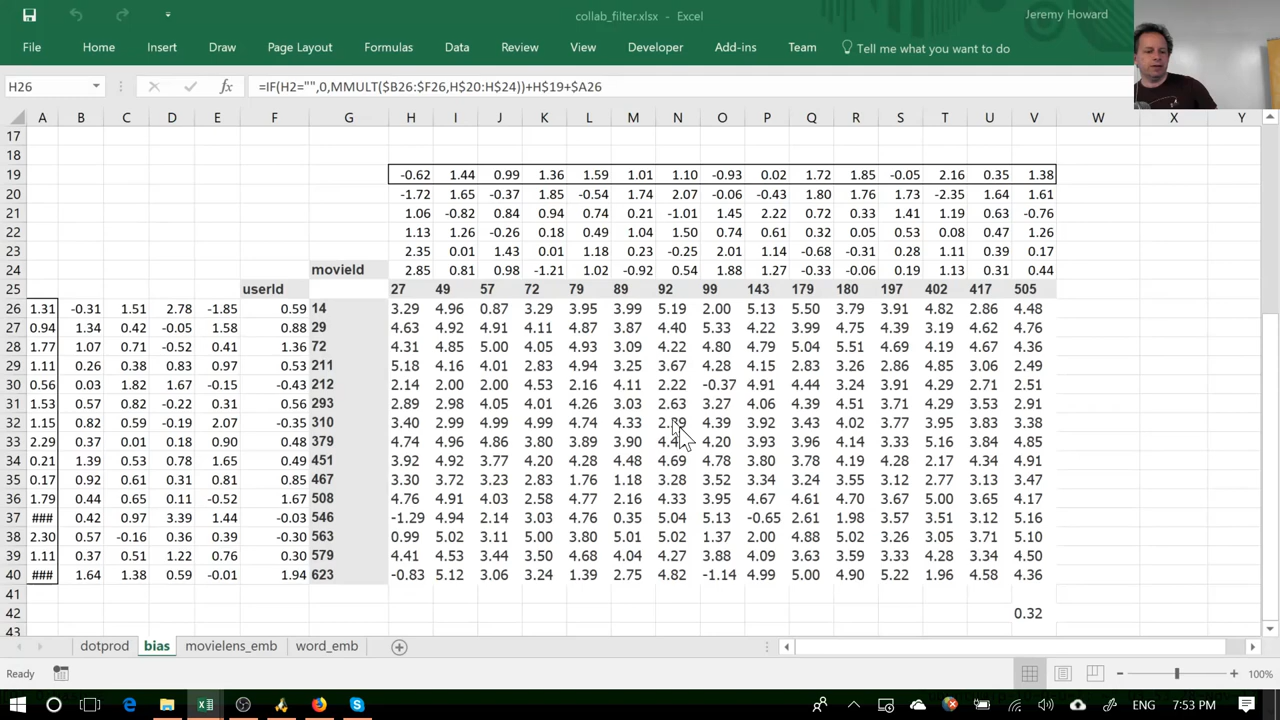 collab_filter.xlsx - Excel
Jeremy Howard
File Home Insert Draw Page Layout Formulas Data Review View Developer Add-ins Team Tell me what you want to do
H26 fx =IF(H2="",0,MMULT($B26:$F26,H$20:H$24))+H$19+$A26
A B C D E F G H I J K L M N O P Q R S T U V W X Y
17
18
19 -0.62 1.44 0.99 1.36 1.59 1.01 1.10 -0.93 0.02 1.72 1.85 -0.05 2.16 0.35 1.38
20 -1.72 1.65 -0.37 1.85 -0.54 1.74 2.07 -0.06 -0.43 1.80 1.76 1.73 -2.35 1.64 1.61
21 1.06 -0.82 0.84 0.94 0.74 0.21 -1.01 1.45 2.22 0.72 0.33 1.41 1.19 0.63 -0.76
22 1.13 1.26 -0.26 0.18 0.49 1.04 1.50 0.74 0.61 0.32 0.05 0.53 0.08 0.47 1.26
23 2.35 0.01 1.43 0.01 1.18 0.23 -0.25 2.01 1.14 -0.68 -0.31 0.28 1.11 0.39 0.17
24 movieId 2.85 0.81 0.98 -1.21 1.02 -0.92 0.54 1.88 1.27 -0.33 -0.06 0.19 1.13 0.31 0.44
25 userId 27 49 57 72 79 89 92 99 143 179 180 197 402 417 505
26 1.31 -0.31 1.51 2.78 -1.85 0.59 14 3.29 4.96 0.87 3.29 3.95 3.99 5.19 2.00 5.13 5.50 3.79 3.91 4.82 2.86 4.48
27 0.94 1.34 0.42 -0.05 1.58 0.88 29 4.63 4.92 4.91 4.11 4.87 3.87 4.40 5.33 4.22 3.99 4.75 4.39 3.19 4.62 4.76
28 1.77 1.07 0.71 -0.52 0.41 1.36 72 4.31 4.85 5.00 4.05 4.93 3.09 4.22 4.80 4.79 5.04 5.51 4.69 4.19 4.67 4.36
29 1.11 0.26 0.38 0.83 0.97 0.53 211 5.18 4.16 4.01 2.83 4.94 3.25 3.67 4.28 4.15 2.83 3.26 2.86 4.85 3.06 2.49
30 0.56 0.03 1.82 1.67 -0.15 -0.43 212 2.14 2.00 2.00 4.53 2.16 4.11 2.22 -0.37 4.91 4.44 3.24 3.91 4.29 2.71 2.51
31 1.53 0.57 0.82 -0.22 0.31 0.56 293 2.89 2.98 4.05 4.01 4.26 3.03 2.63 3.27 4.06 4.39 4.51 3.71 4.29 3.53 2.91
32 1.15 0.82 0.59 -0.19 2.07 -0.35 310 3.40 2.99 4.99 4.99 4.74 4.33 4.39 3.92 3.43 4.02 3.77 3.95 3.83 3.38
33 2.29 0.37 0.01 0.18 0.90 0.48 379 4.74 4.96 4.86 3.80 3.89 3.90 4.20 3.93 3.96 4.14 3.33 5.16 3.84 4.85
34 0.21 1.39 0.53 0.78 1.65 0.49 451 3.92 4.92 3.77 4.20 4.28 4.48 4.69 4.78 3.80 3.78 4.19 4.28 2.17 4.34 4.91
35 0.17 0.92 0.61 0.31 0.81 0.85 467 3.30 3.72 3.23 2.83 1.76 1.18 3.28 3.52 3.34 3.24 3.55 3.12 2.77 3.13 3.47
36 1.79 0.44 0.65 0.11 -0.52 1.67 508 4.76 4.91 4.03 2.58 4.77 2.16 4.33 3.95 4.67 4.61 4.70 3.67 5.00 3.65 4.17
37 ### 0.42 0.97 3.39 1.44 -0.03 546 -1.29 4.94 2.14 3.03 4.76 0.35 5.04 5.13 -0.65 2.61 1.98 3.57 3.51 3.12 5.16
38 2.30 0.57 -0.16 0.36 0.39 -0.30 563 0.99 5.02 3.11 5.00 3.80 5.01 5.02 1.37 2.00 4.88 5.02 3.26 3.05 3.71 5.10
39 1.11 0.37 0.51 1.22 0.76 0.30 579 4.41 4.53 3.44 3.50 4.68 4.04 4.27 3.88 4.09 3.63 3.59 3.33 4.28 3.34 4.50
40 ### 1.64 1.38 0.59 -0.01 1.94 623 -0.83 5.12 3.06 3.24 1.39 2.75 4.82 -1.14 4.99 5.00 4.90 5.22 1.96 4.58 4.36
41
42 0.32
43
dotprod bias movielens_emb word_emb
Ready 100%
ENG 7:53 PM